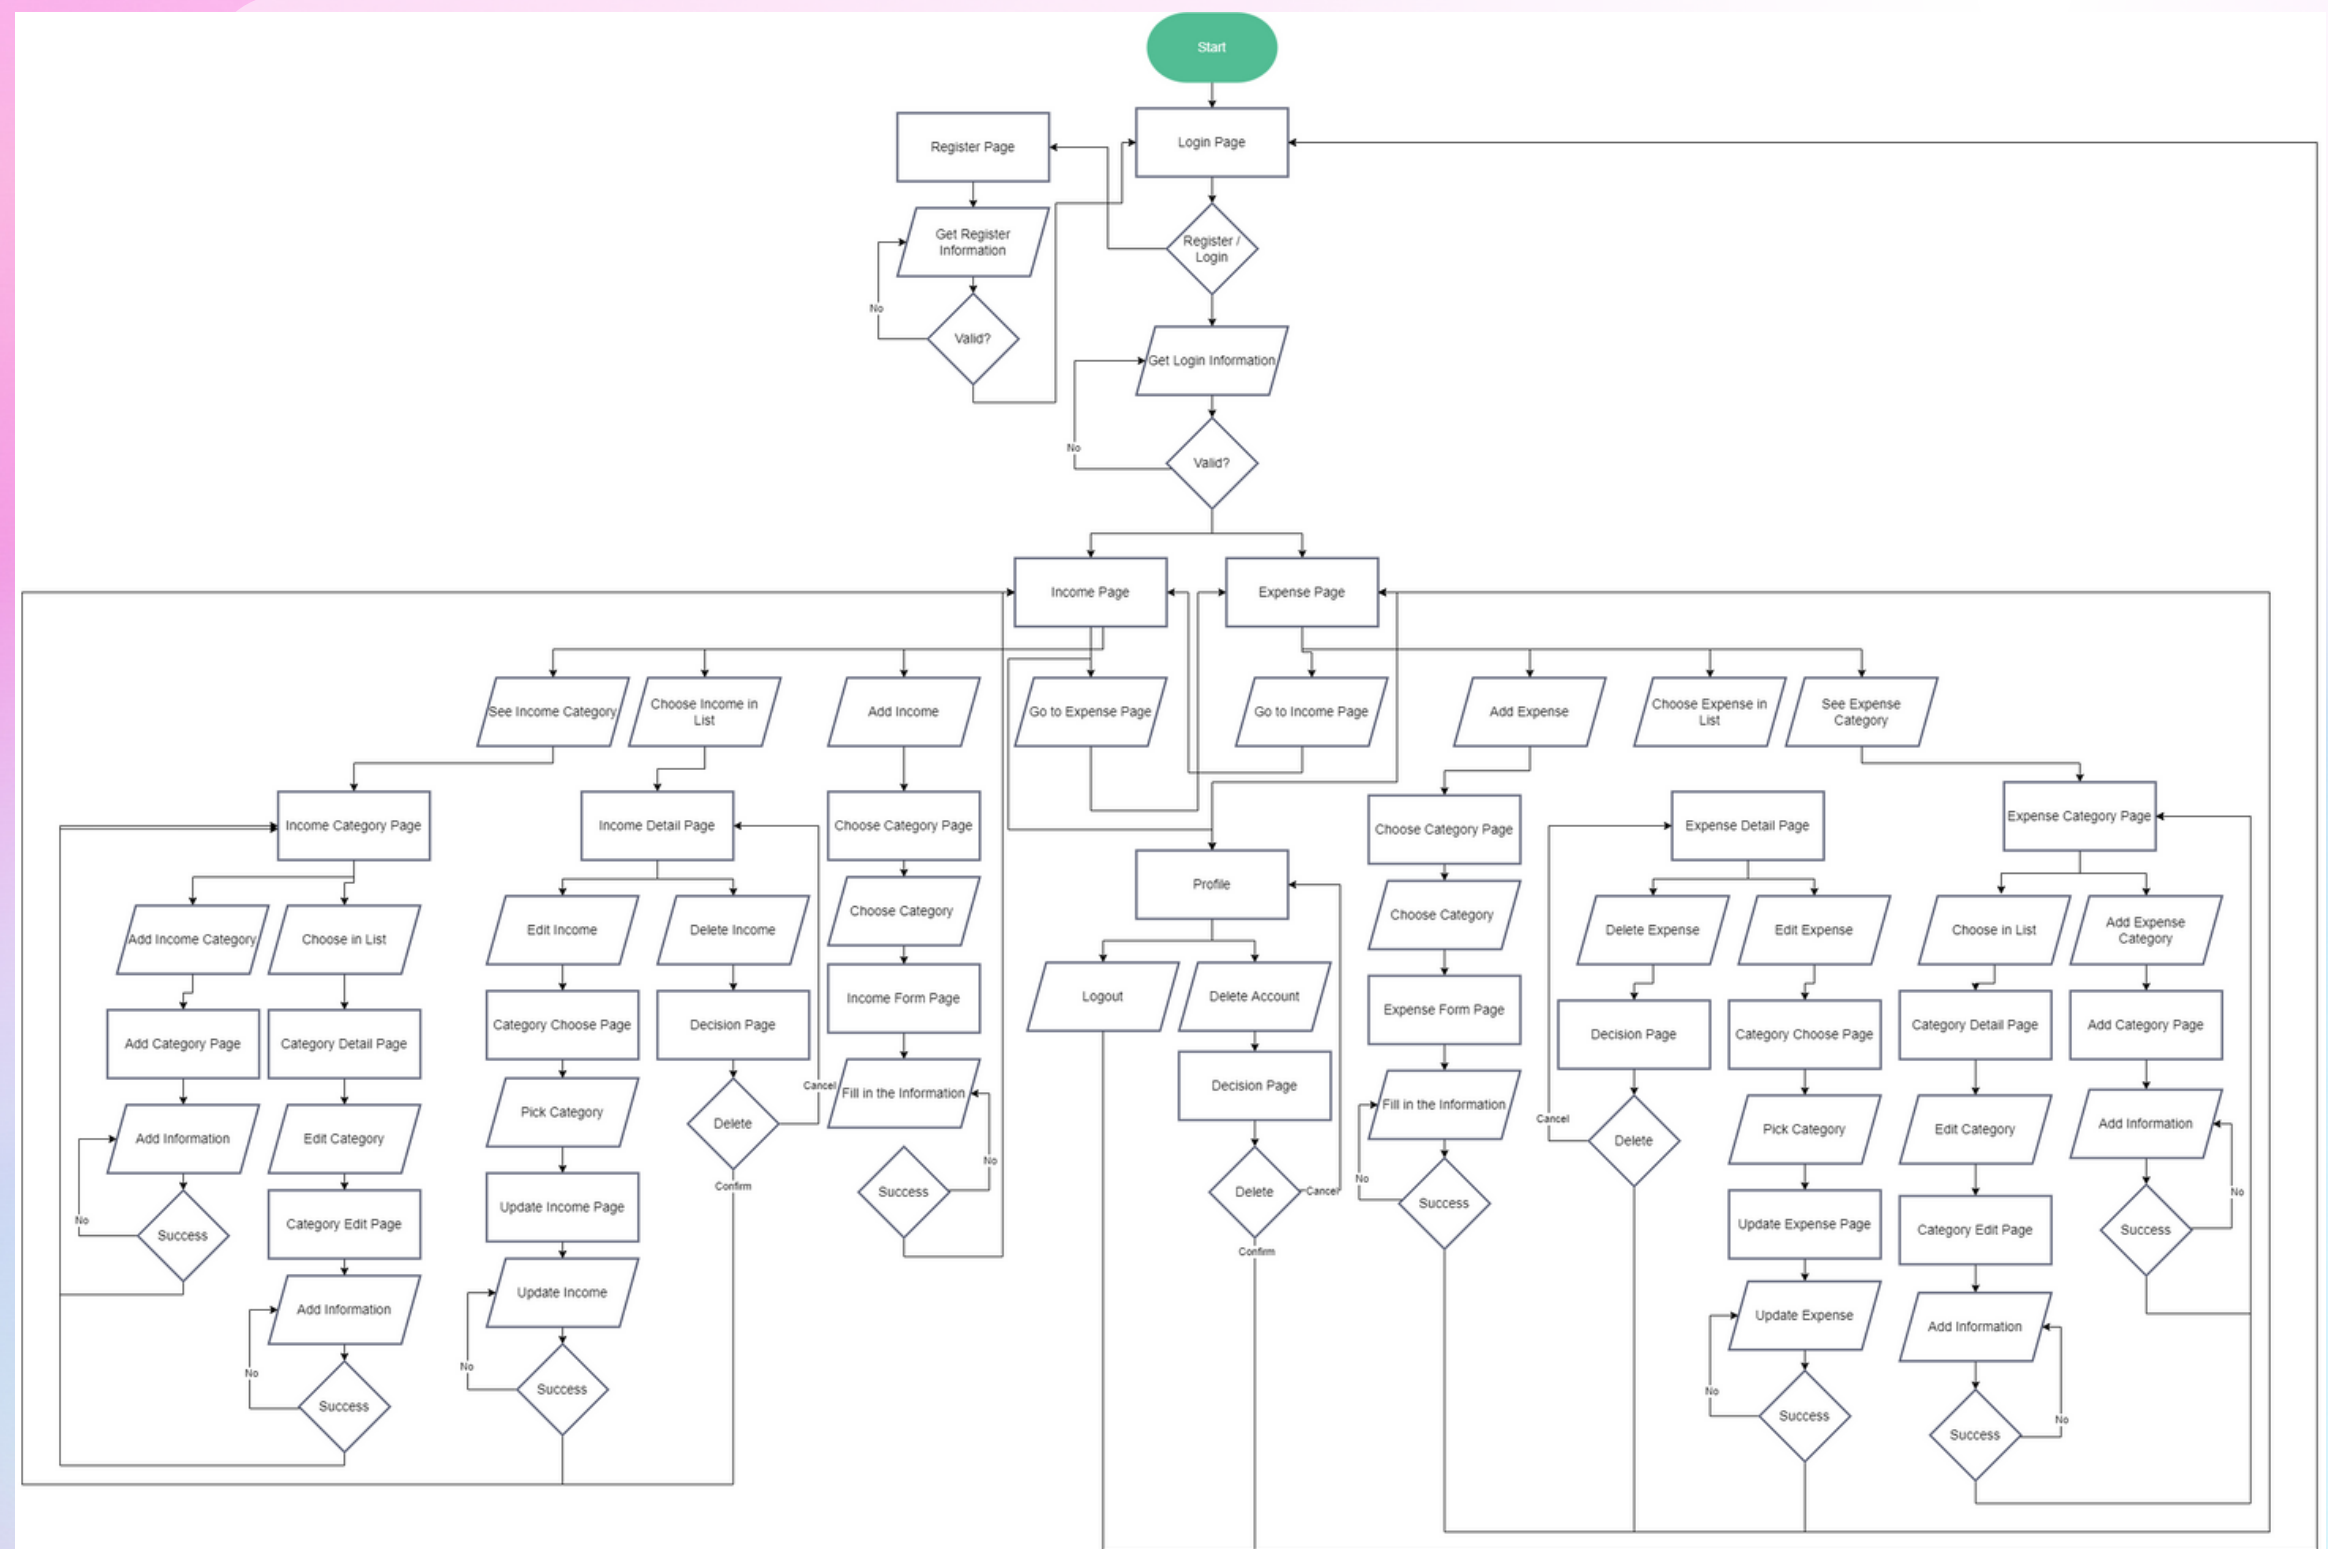 Start
Register Page
Login Page
Get Register
Information
Register /
Login
No
Valid?
Get Login Information
No
Valid?
Income Page
Expense Page
See Income Category
Choose Income in
List
Add Income
Go to Expense Page
Go to Income Page
Add Expense
Choose Expense in
List
See Expense
Category
Income Category Page
Income Detail Page
Choose Category Page
Profile
Choose Category Page
Expense Detail Page
Expense Category Page
Add Income Category
Choose in List
Edit Income
Delete Income
Choose Category
Logout
Delete Account
Choose Category
Delete Expense
Edit Expense
Choose in List
Add Expense
Category
Add Category Page
Category Detail Page
Category Choose Page
Decision Page
Income Form Page
Decision Page
Expense Form Page
Decision Page
Category Choose Page
Category Detail Page
Add Category Page
Add Information
Edit Category
Pick Category
Delete
Cancel
Fill in the Information
Delete
Cancel
Fill in the Information
Cancel
Delete
Pick Category
Edit Category
Add Information
No
Success
Category Edit Page
Update Income Page
Confirm
Success
No
Confirm
No
Success
Update Expense Page
Category Edit Page
Success
No
Add Information
Update Income
Update Expense
Add Information
No
Success
No
Success
No
Success
Success
No